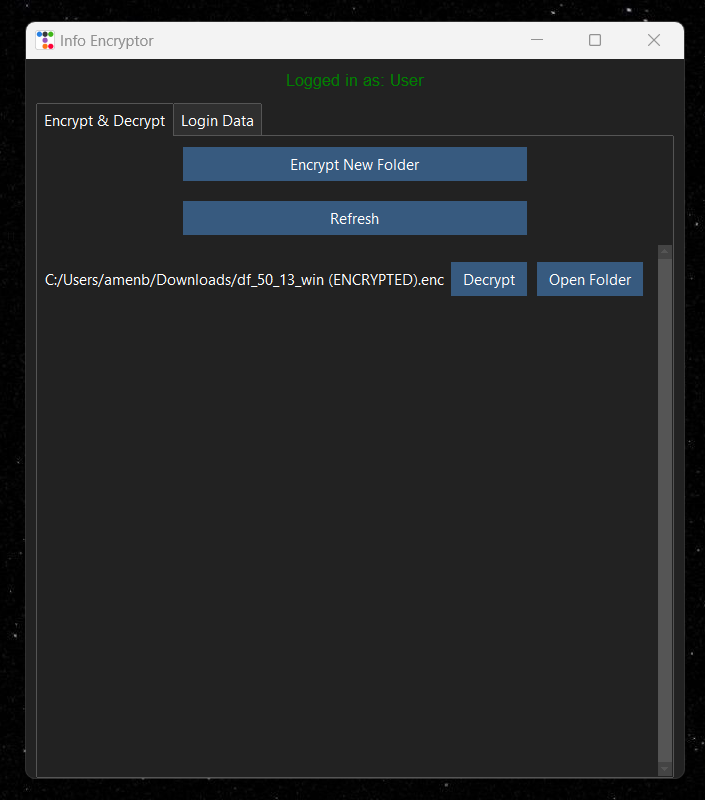 Info Encryptor
Logged in as: User
Encrypt & Decrypt Login Data
Encrypt New Folder
Refresh
C:/Users/amenb/Downloads/df_50_13_win (ENCRYPTED).enc Decrypt Open Folder